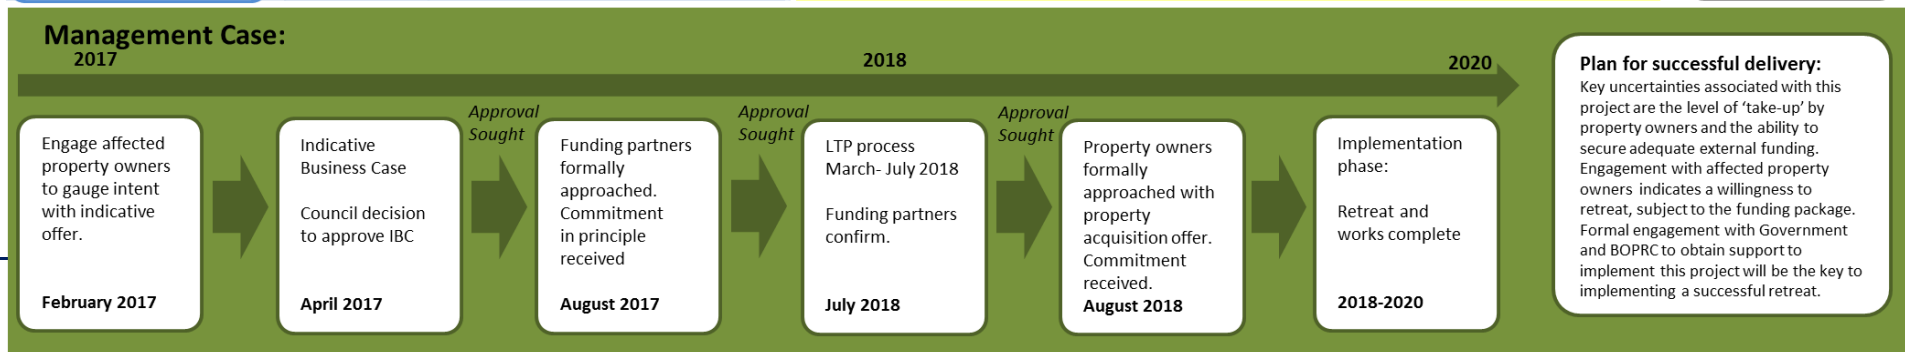 Management Case:
2017
2018
2020
Engage affected
property owners
to gauge intent
with indicative
offer.
February 2017
Indicative
Business Case
Council decision
to approve IBC
April 2017
Approval
Sought
Funding partners
formally
approached.
Commitment
in principle
received
August 2017
Approval
Sought
LTP process
March- July 2018
Funding partners
confirm.
July 2018
Approval
Sought
Property owners
formally
approached with
property
acquisition offer.
Commitment
received.
August 2018
Implementation
phase:
Retreat and
works complete
2018-2020
Plan for successful delivery:
Key uncertainties associated with this
project are the level of ‘take-up’ by
property owners and the ability to
secure adequate external funding.
Engagement with affected property
owners indicates a willingness to
retreat, subject to the funding package.
Formal engagement with Government
and BOPRC to obtain support to
implement this project will be the key to
implementing a successful retreat.